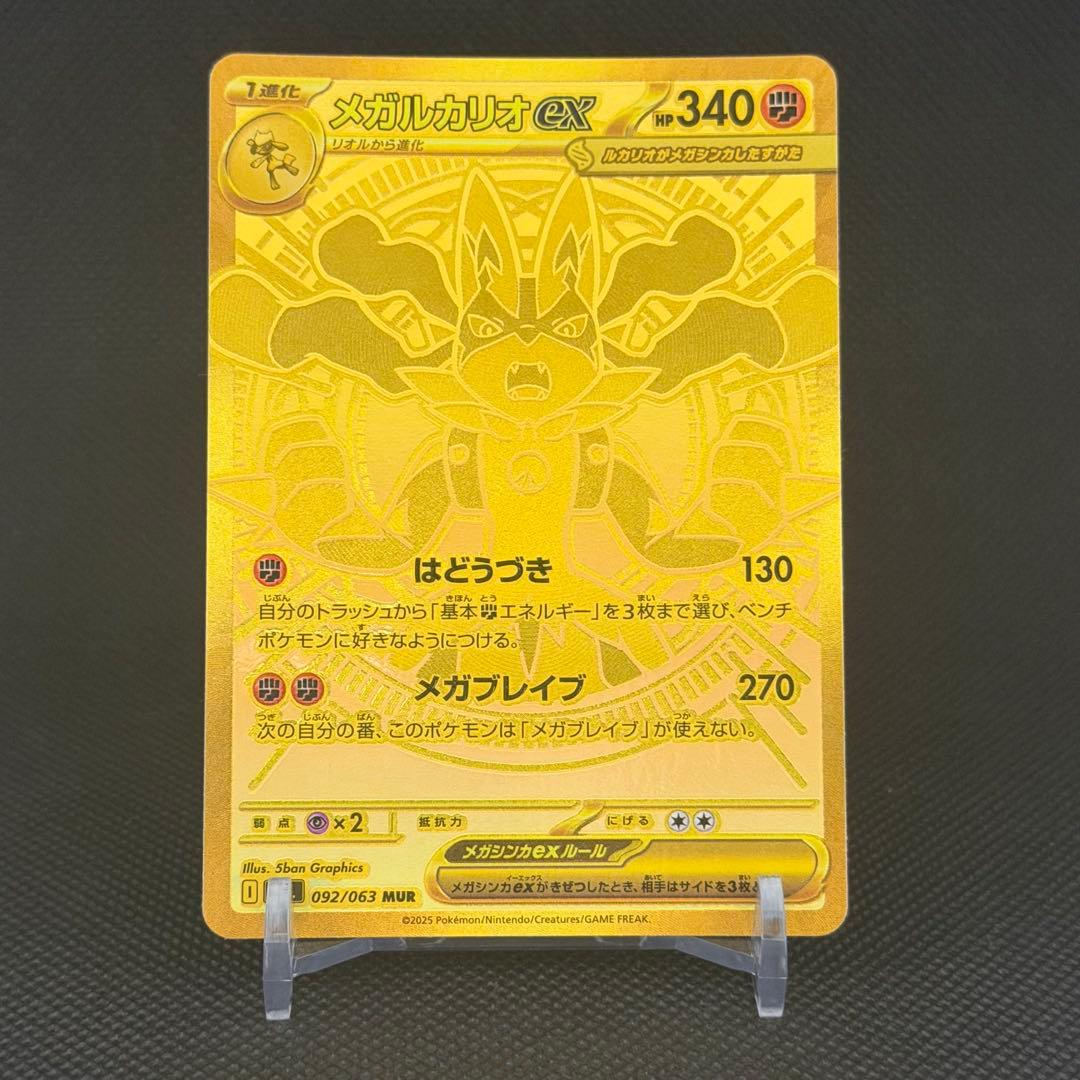 1進化
メガルカリオex HP340
リオルから進化
ルカリオがメガシンカしたすがた
はどうづき 130
自分のトラッシュから「基本エネルギー」を3枚まで選び、ベンチ
ポケモンに好きなようにつける。
メガブレイブ 270
次の自分の番、このポケモンは「メガブレイブ」が使えない。
弱点 ×2 抵抗力 にげる
メガシンカexルール
メガシンカexがきぜつしたとき、相手はサイドを3枚と
Illus. 5ban Graphics
I 092/063 MUR
©2025 Pokémon/Nintendo/Creatures/GAME FREAK.